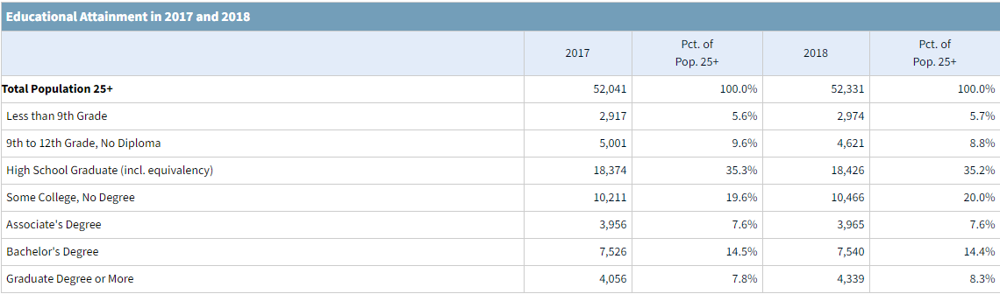 Educational Attainment in 2017 and 2018
2017 Pct. of Pop. 25+ 2018 Pct. of Pop. 25+
Total Population 25+ 52,041 100.0% 52,331 100.0%
Less than 9th Grade 2,917 5.6% 2,974 5.7%
9th to 12th Grade, No Diploma 5,001 9.6% 4,621 8.8%
High School Graduate (incl. equivalency) 18,374 35.3% 18,426 35.2%
Some College, No Degree 10,211 19.6% 10,466 20.0%
Associate's Degree 3,956 7.6% 3,965 7.6%
Bachelor's Degree 7,526 14.5% 7,540 14.4%
Graduate Degree or More 4,056 7.8% 4,339 8.3%